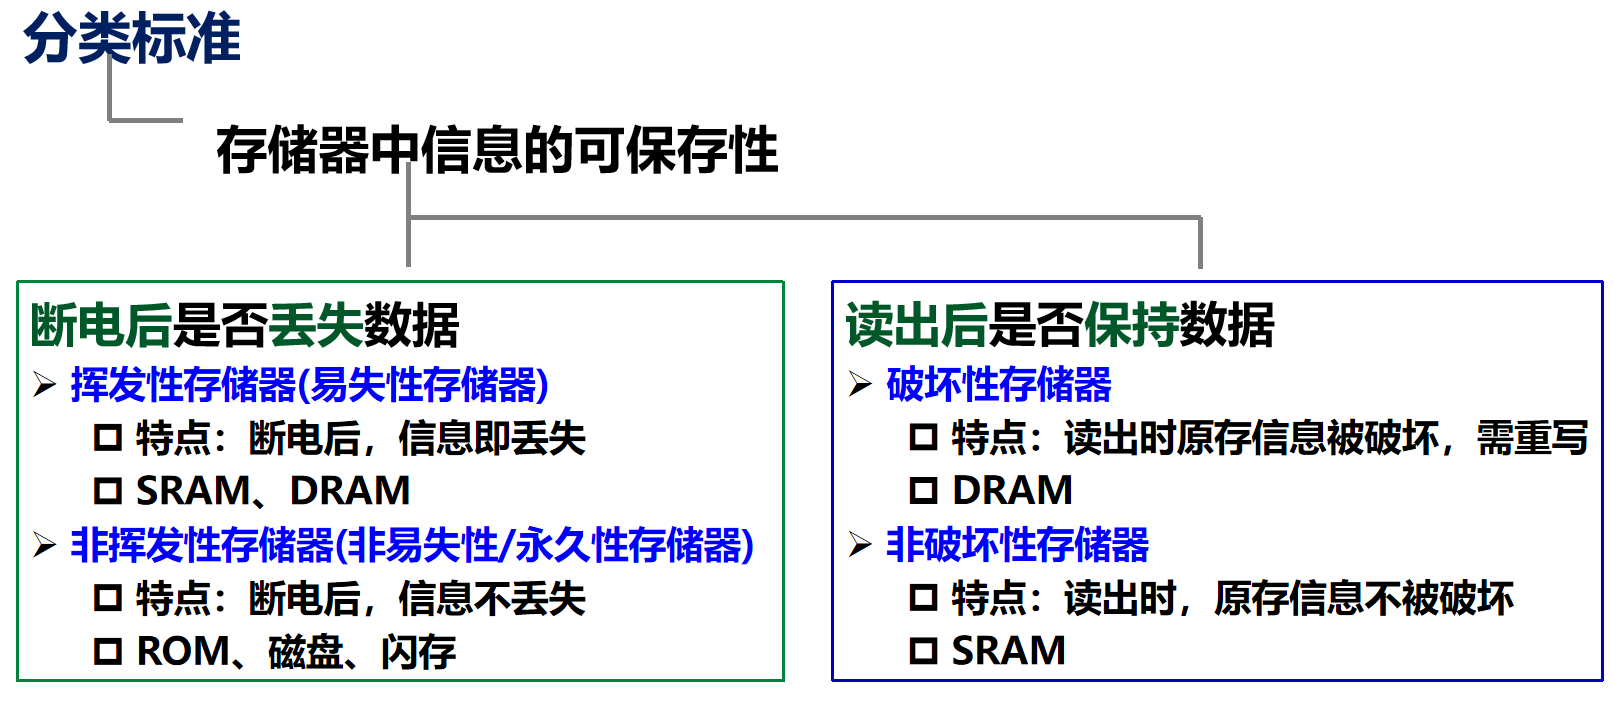 分类标准
存储器中信息的可保存性
断电后是否丢失数据
挥发性存储器(易失性存储器)
特点：断电后，信息即丢失
SRAM、DRAM
非挥发性存储器(非易失性/永久性存储器)
特点：断电后，信息不丢失
ROM、磁盘、闪存
读出后是否保持数据
破坏性存储器
特点：读出时原存信息被破坏，需重写
DRAM
非破坏性存储器
特点：读出时，原存信息不被破坏
SRAM